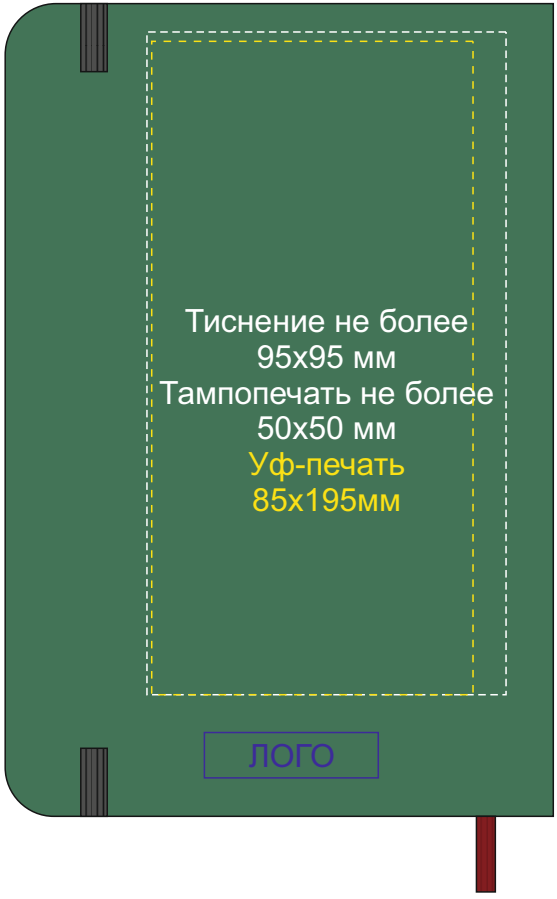 Тиснение не более
95х95 мм
Тампопечать не более
50х50 мм
Уф-печать
85х195мм
ЛОГО